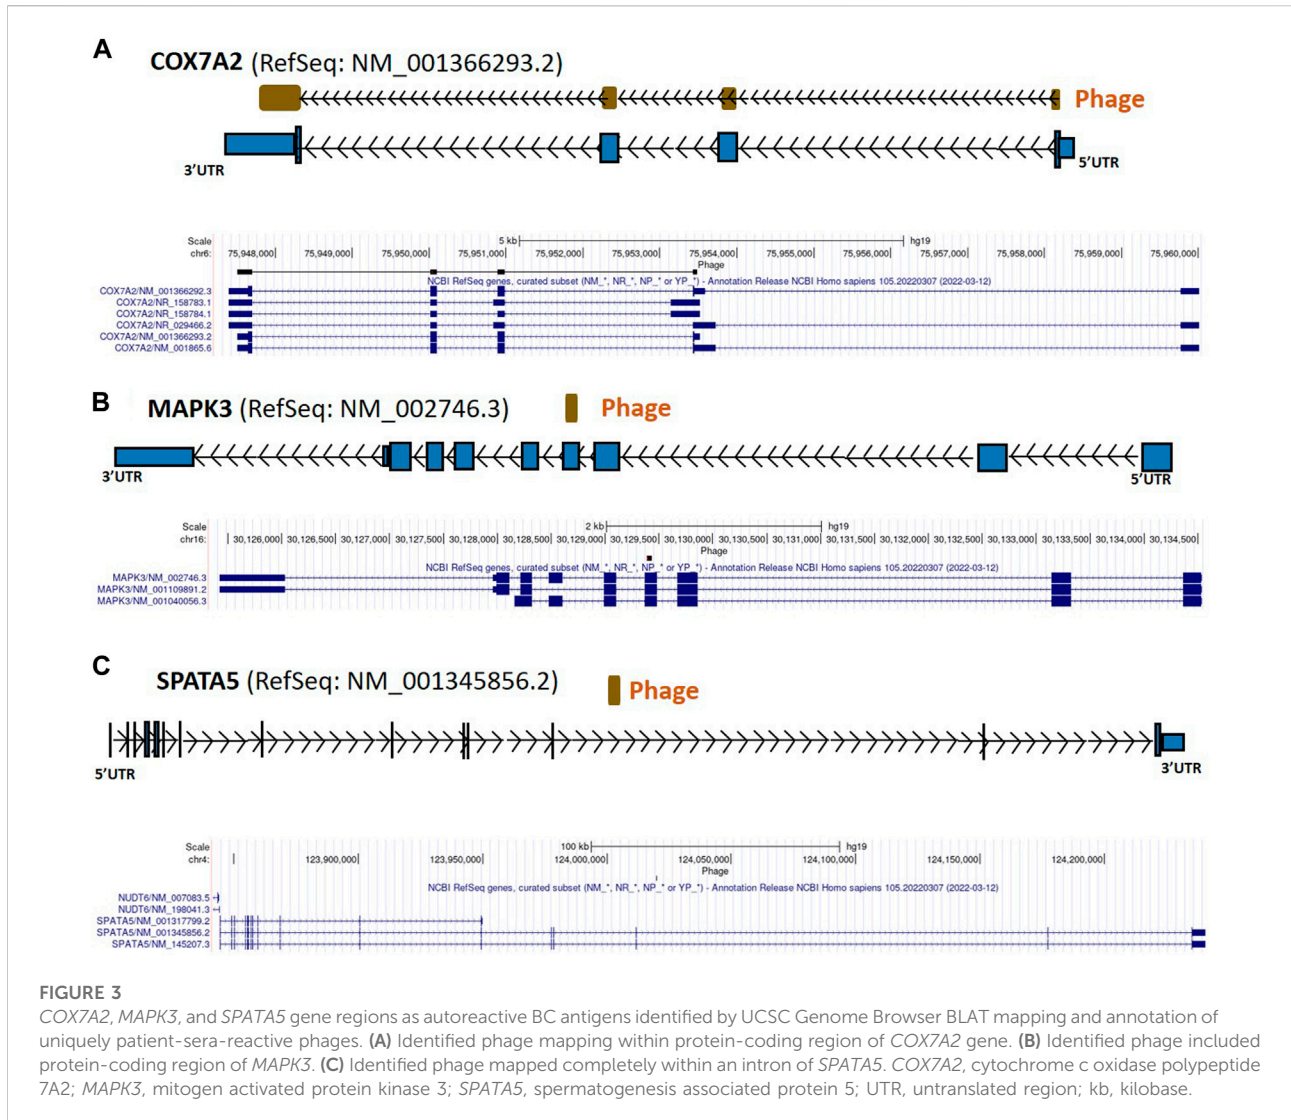 A
COX7A2 (RefSeq: NM_001366293.2)
Phage
3'UTR
5'UTR
Scale
5 kb
hg19
chr6:
75,948,000
75,949,000
75,950,000
75,951,000
75,952,000
75,953,000
75,954,000
75,955,000
75,956,000
75,957,000
75,958,000
75,959,000
75,960,000
Phage
NCBI RefSeq genes, curated subset (NM_*, NR_*, NP_* or YP_*) - Annotation Release NCBI Homo sapiens 105.20220307 (2022-03-12)
COX7A2/NM_001366292.3
COX7A2/NR_158783.1
COX7A2/NR_158784.1
COX7A2/NR_029466.2
COX7A2/NM_001366293.2
COX7A2/NM_001865.6
B
MAPK3 (RefSeq: NM_002746.3)
Phage
3'UTR
5'UTR
Scale
2 kb
hg19
chr16:
30,126,000
30,126,500
30,127,000
30,127,500
30,128,000
30,128,500
30,129,000
30,129,500
30,130,000
30,130,500
30,131,000
30,131,500
30,132,000
30,132,500
30,133,000
30,133,500
30,134,000
30,134,500
Phage
NCBI RefSeq genes, curated subset (NM_*, NR_*, NP_* or YP_*) - Annotation Release NCBI Homo sapiens 105.20220307 (2022-03-12)
MAPK3/NM_002746.3
MAPK3/NM_001109891.2
MAPK3/NM_001040056.3
C
SPATA5 (RefSeq: NM_001345856.2)
Phage
5'UTR
3'UTR
Scale
100 kb
hg19
chr4:
123,900,000
123,950,000
124,000,000
124,050,000
124,100,000
124,150,000
124,200,000
Phage
NCBI RefSeq genes, curated subset (NM_*, NR_*, NP_* or YP_*) - Annotation Release NCBI Homo sapiens 105.20220307 (2022-03-12)
NUDT6/NM_007083.5
NUDT6/NM_198041.3
SPATA5/NM_001317799.2
SPATA5/NM_001345856.2
SPATA5/NM_145207.3
FIGURE 3
COX7A2, MAPK3, and SPATA5 gene regions as autoreactive BC antigens identified by UCSC Genome Browser BLAT mapping and annotation of
uniquely patient-sera-reactive phages. (A) Identified phage mapping within protein-coding region of COX7A2 gene. (B) Identified phage included
protein-coding region of MAPK3. (C) Identified phage mapped completely within an intron of SPATA5. COX7A2, cytochrome c oxidase polypeptide
7A2; MAPK3, mitogen activated protein kinase 3; SPATA5, spermatogenesis associated protein 5; UTR, untranslated region; kb, kilobase.